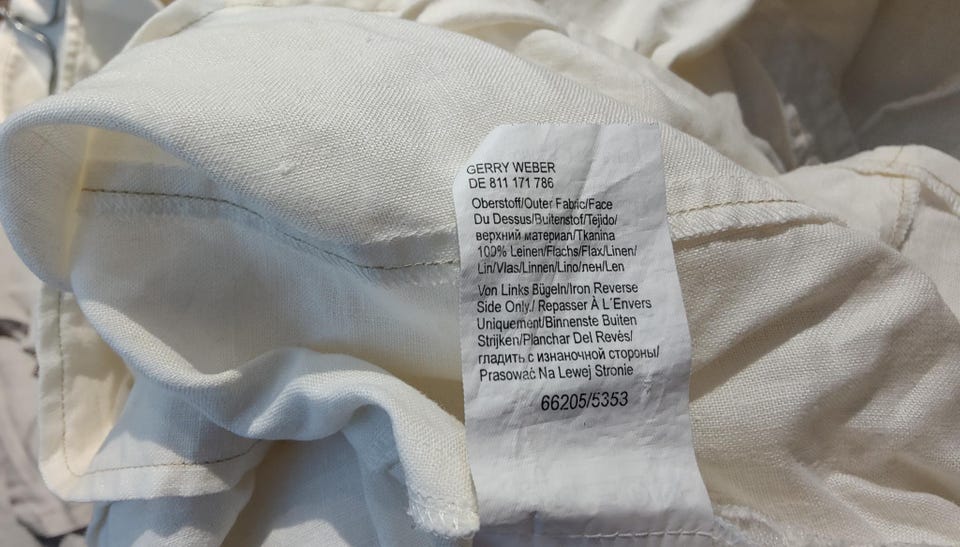 GERRY WEBER
DE 811 171 786
Oberstoff/Outer Fabric/Face
Du Dessus/Buitenstof/Tejido/
верхний материал/Tkanina
100% Leinen/Flachs/Flax/Linen/
Lin/Vlas/Linnen/Lino/лен/Len
Von Links Bügeln/Iron Reverse
Side Only./ Repasser À L´Envers
Uniquement/Binnenste Buiten
Strijken/Planchar Del Revès/
гладить с изнаночной стороны/
Prasować Na Lewej Stronie
66205/5353